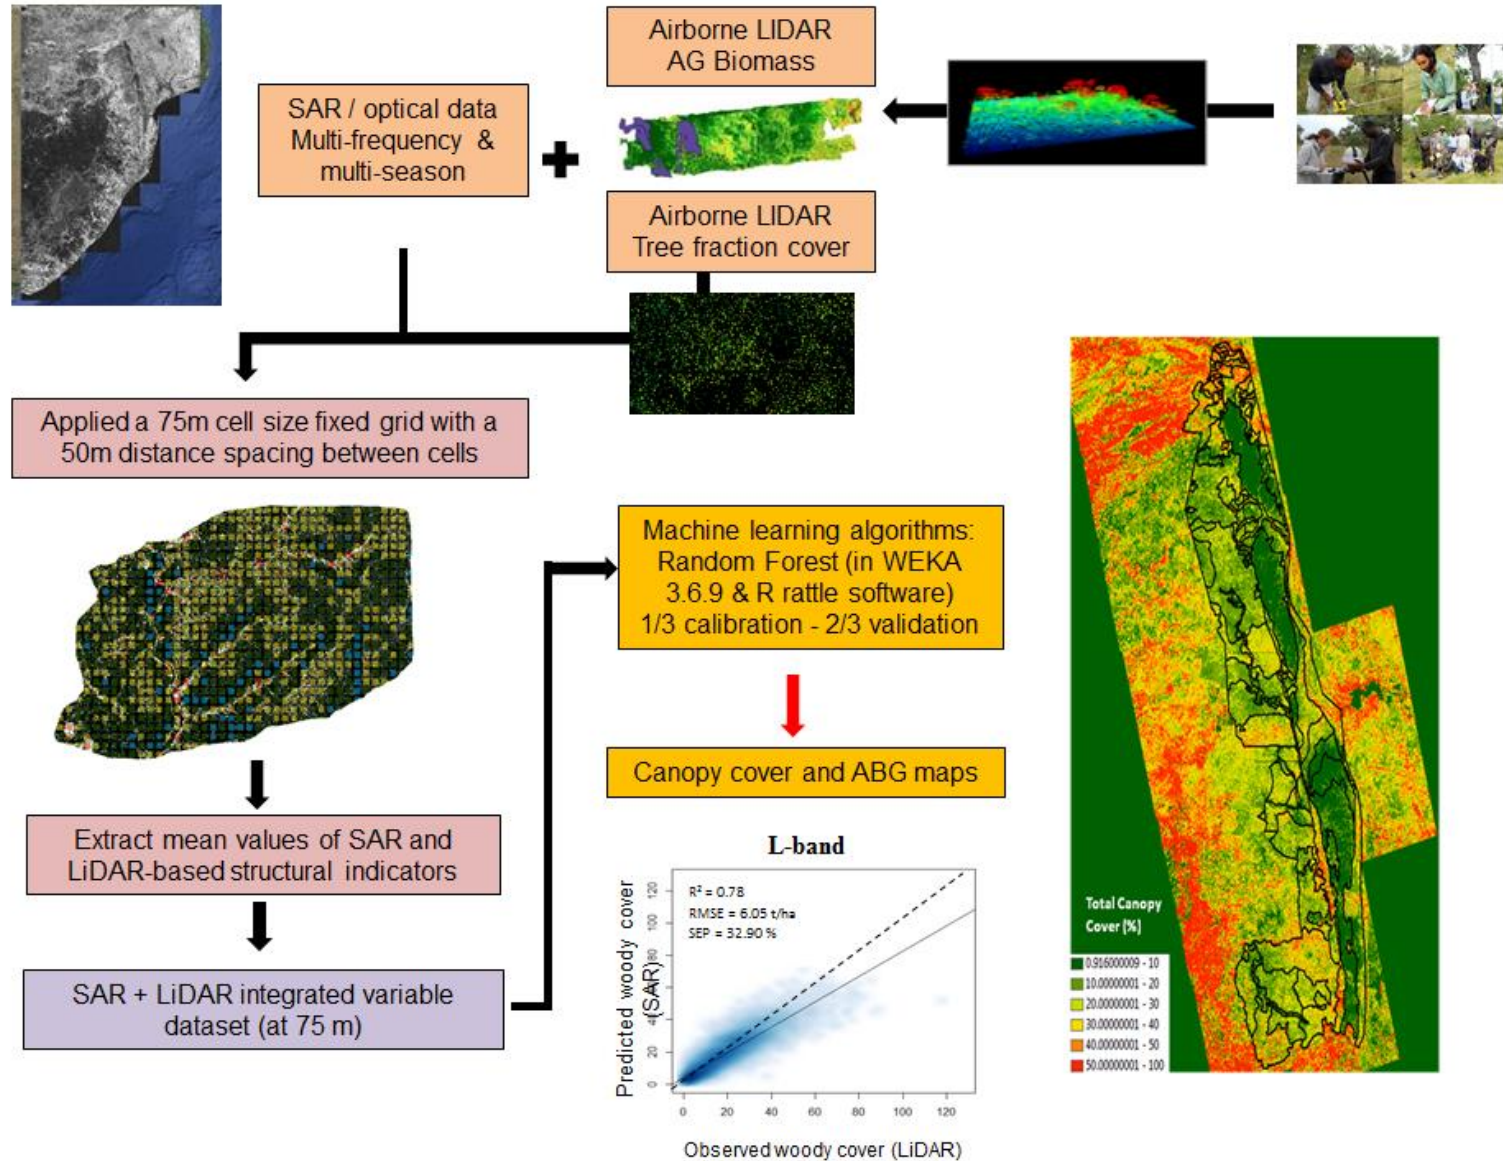 Airborne LIDAR
AG Biomass
SAR / optical data
Multi-frequency &
multi-season
Airborne LIDAR
Tree fraction cover
Applied a 75m cell size fixed grid with a
50m distance spacing between cells
Machine learning algorithms:
Random Forest (in WEKA
3.6.9 & R rattle software)
1/3 calibration - 2/3 validation
Canopy cover and ABG maps
Extract mean values of SAR and
LiDAR-based structural indicators
SAR + LiDAR integrated variable
dataset (at 75 m)
L-band
R² = 0.78
RMSE = 6.05 t/ha
SEP = 32.90 %
Predicted woody cover
(SAR)
120
100
80
60
40
20
0
0 20 40 60 80 100 120
Observed woody cover (LiDAR)
Total Canopy
Cover (%)
0.916000009 - 10
10.00000001 - 20
20.00000001 - 30
30.00000001 - 40
40.00000001 - 50
50.00000001 - 100